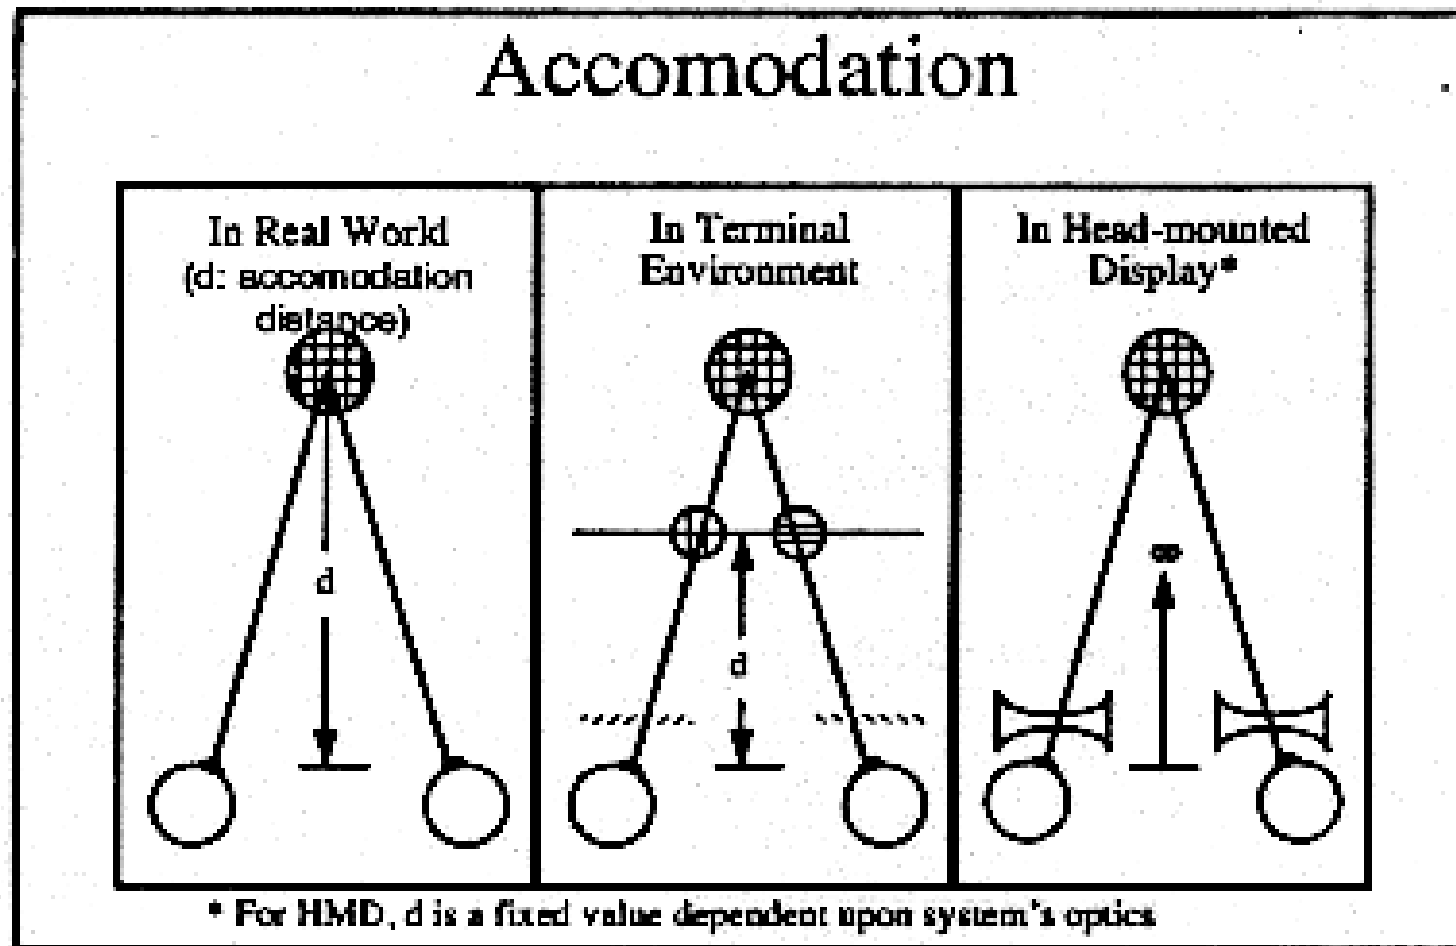 Accomodation
In Real World
(d: accomodation
distance)
d
In Terminal
Environment
d
In Head-mounted
Display*
∞
* For HMD, d is a fixed value dependent upon system's optics